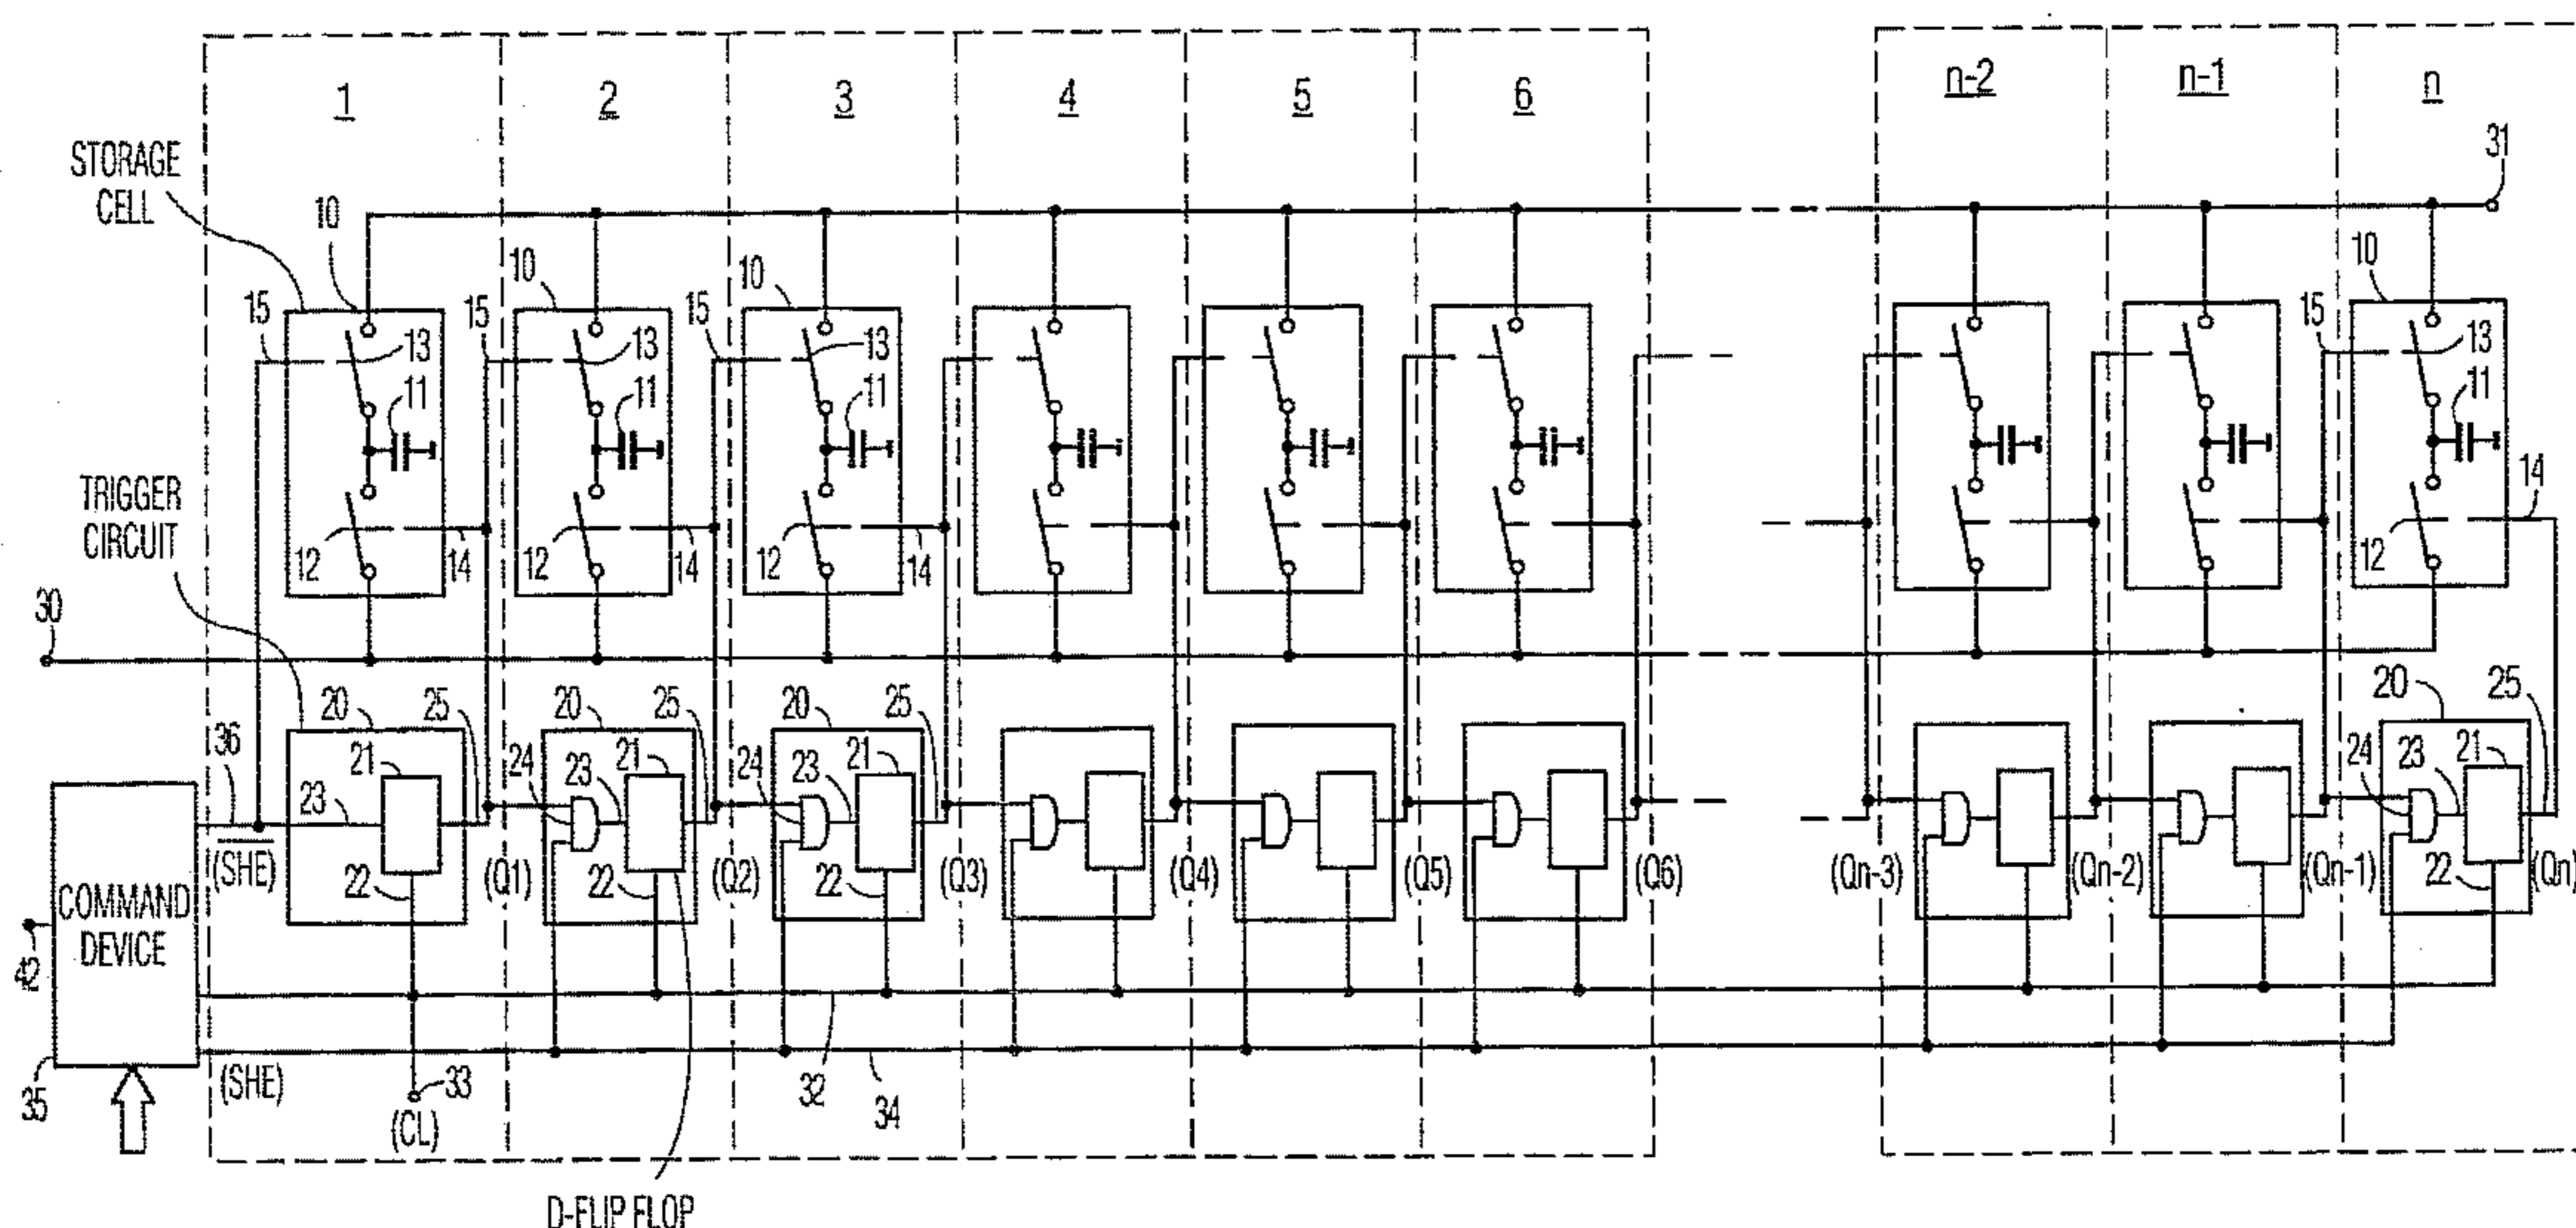 1 2 3 4 5 6 n-2 n-1 n
31
STORAGE
CELL
10 10 10 10
15 15 15 15
13 13 13 13
11 11 11 11
TRIGGER
CIRCUIT
12 14 12 14 12 14 12 14
30
20 25 20 25 20 25 20 25
36 21 24 23 21 24 23 21 24 23 21
23
(SHE) 22 (Q1) 22 (Q2) 22 (Q3) (Q4) (Q5) (Q6) (Qn-3) (Qn-2) (Qn-1) 22 (Qn)
COMMAND
DEVICE
42
35 (SHE) 33 32 34
(CL)
D-FLIP FLOP